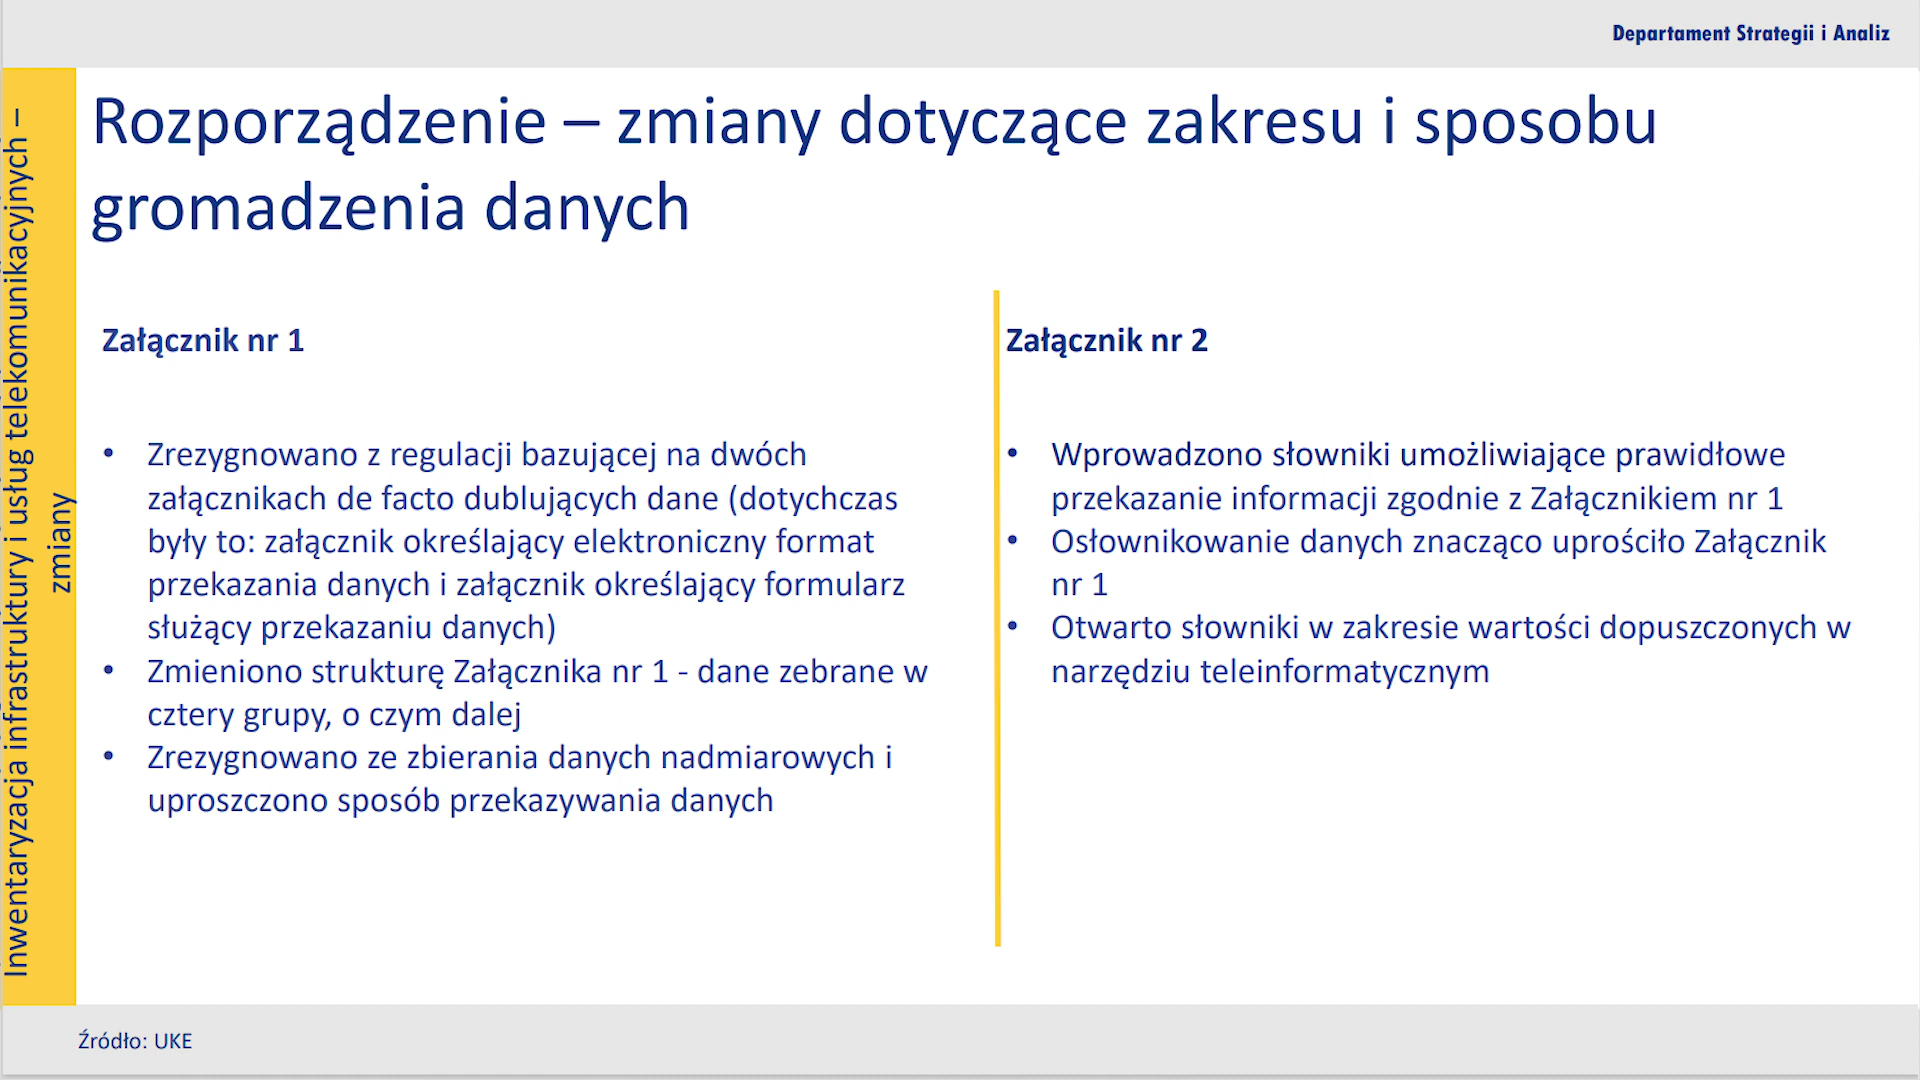 Departament Strategii i Analiz
Inwentaryzacja infrastruktury i usług telekomunikacyjnych –
zmiany
Rozporządzenie – zmiany dotyczące zakresu i sposobu
gromadzenia danych
Załącznik nr 1
• Zrezygnowano z regulacji bazującej na dwóch
załącznikach de facto dublujących dane (dotychczas
były to: załącznik określający elektroniczny format
przekazania danych i załącznik określający formularz
służący przekazaniu danych)
• Zmieniono strukturę Załącznika nr 1 - dane zebrane w
cztery grupy, o czym dalej
• Zrezygnowano ze zbierania danych nadmiarowych i
uproszczono sposób przekazywania danych
Załącznik nr 2
• Wprowadzono słowniki umożliwiające prawidłowe
przekazanie informacji zgodnie z Załącznikiem nr 1
• Osłownikowanie danych znacząco uprościło Załącznik
nr 1
• Otwarto słowniki w zakresie wartości dopuszczonych w
narzędziu teleinformatycznym
Źródło: UKE